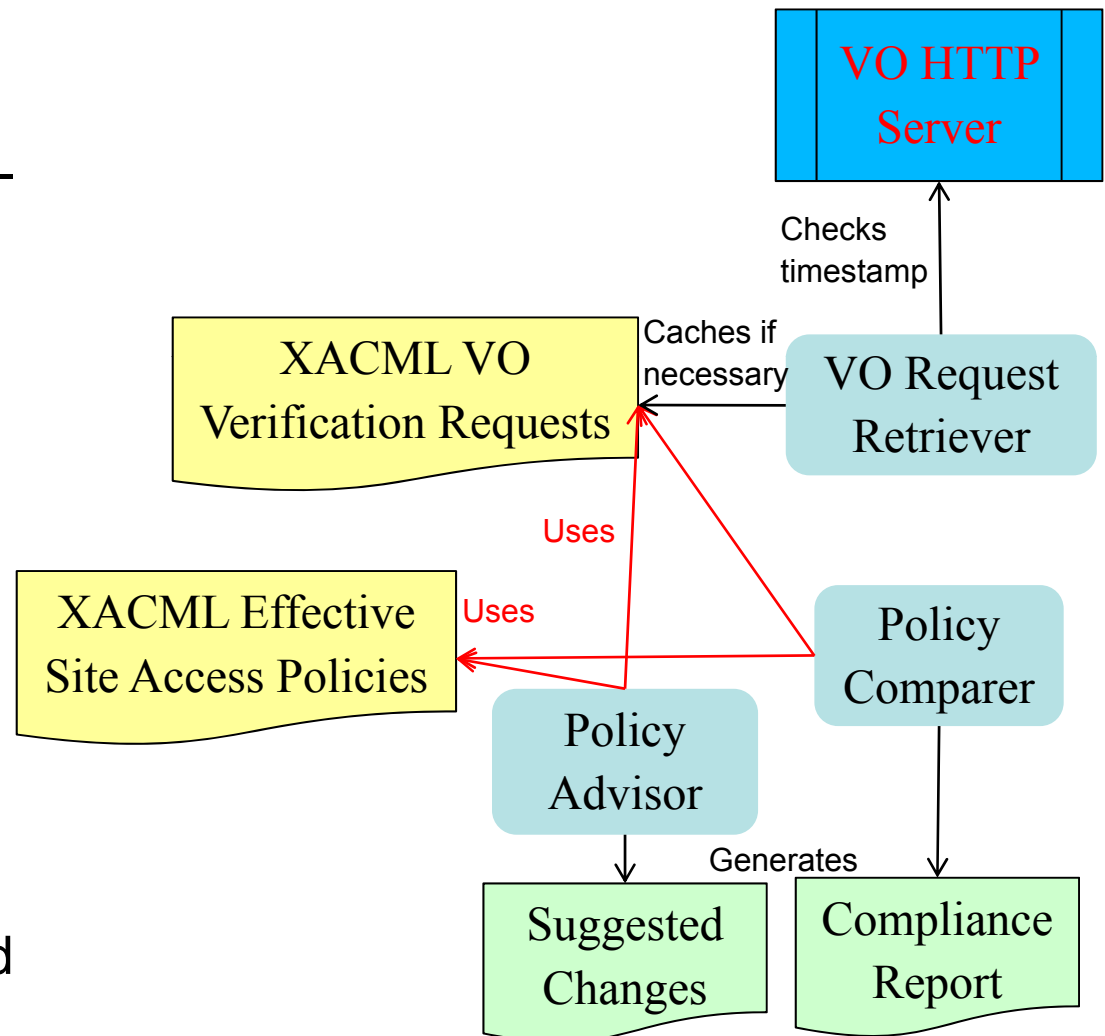 VO HTTP
Server
Checks
timestamp
Caches if
necessary
XACML VO
Verification Requests
VO Request
Retriever
Uses
Uses
XACML Effective
Site Access Policies
Policy
Comparer
Policy
Advisor
Generates
Suggested
Changes
Compliance
Report
d